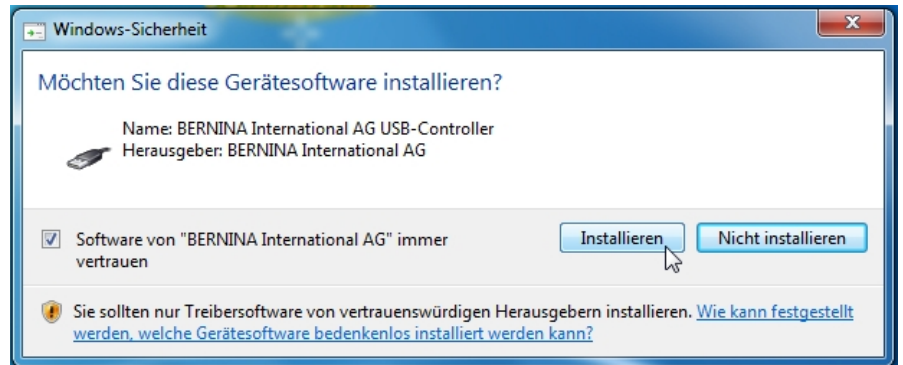 Windows-Sicherheit
Möchten Sie diese Gerätesoftware installieren?
Name: BERNINA International AG USB-Controller
Herausgeber: BERNINA International AG
Software von "BERNINA International AG" immer
vertrauen
Installieren
Nicht installieren
Sie sollten nur Treibersoftware von vertrauenswürdigen Herausgebern installieren. Wie kann festgestellt
werden, welche Gerätesoftware bedenkenlos installiert werden kann?